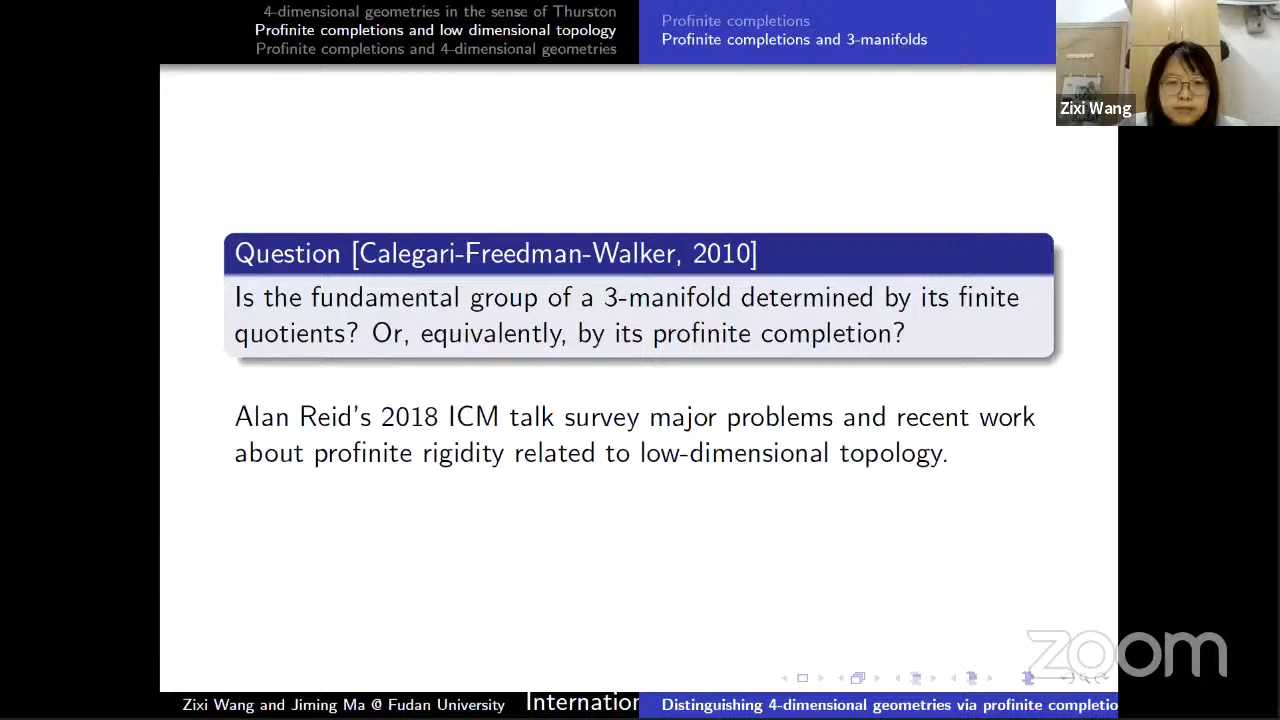 4-dimensional geometries in the sense of Thurston
Profinite completions and low dimensional topology
Profinite completions and 4-dimensional geometries
Profinite completions
Profinite completions and 3-manifolds
Zixi Wang
Question [Calegari-Freedman-Walker, 2010]
Is the fundamental group of a 3-manifold determined by its finite
quotients? Or, equivalently, by its profinite completion?
Alan Reid's 2018 ICM talk survey major problems and recent work
about profinite rigidity related to low-dimensional topology.
zoom
Zixi Wang and Jiming Ma @ Fudan University
Internation
Distinguishing 4-dimensional geometries via profinite completio